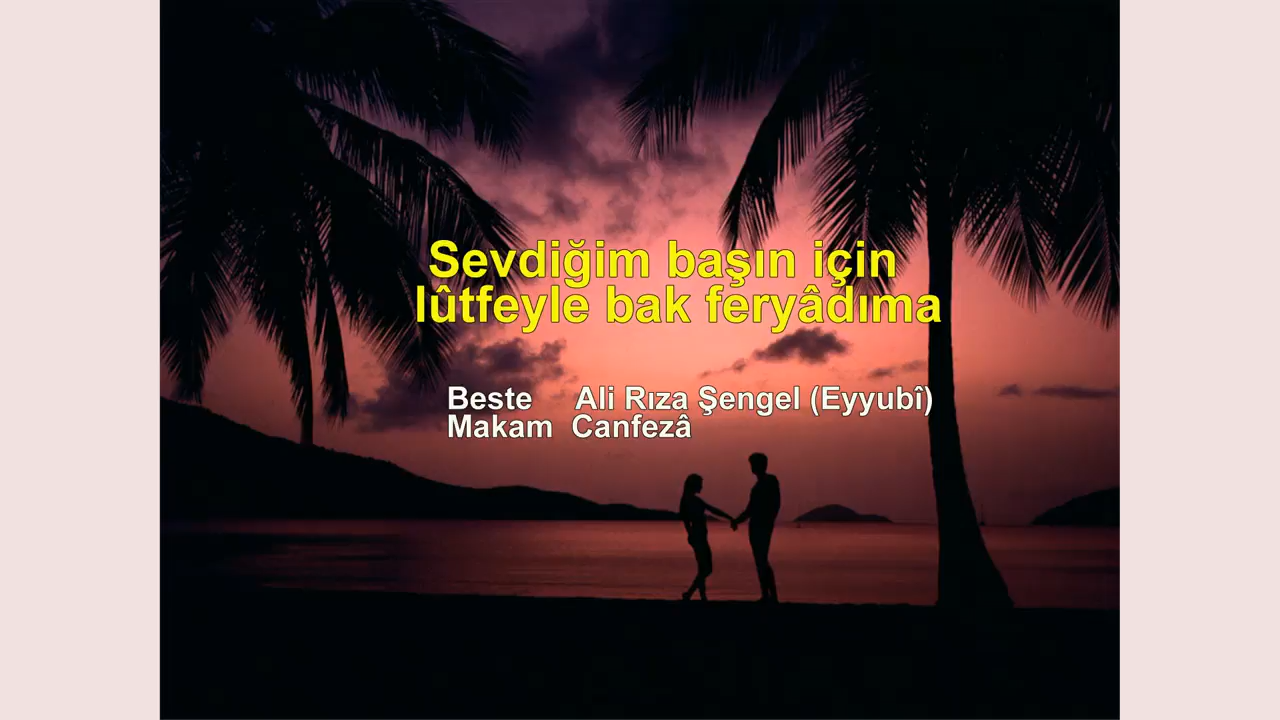 Sevdiğim başın için
lûtfeyle bak feryâdıma
Beste Ali Rıza Şengel (Eyyubî)
Makam Canfezâ